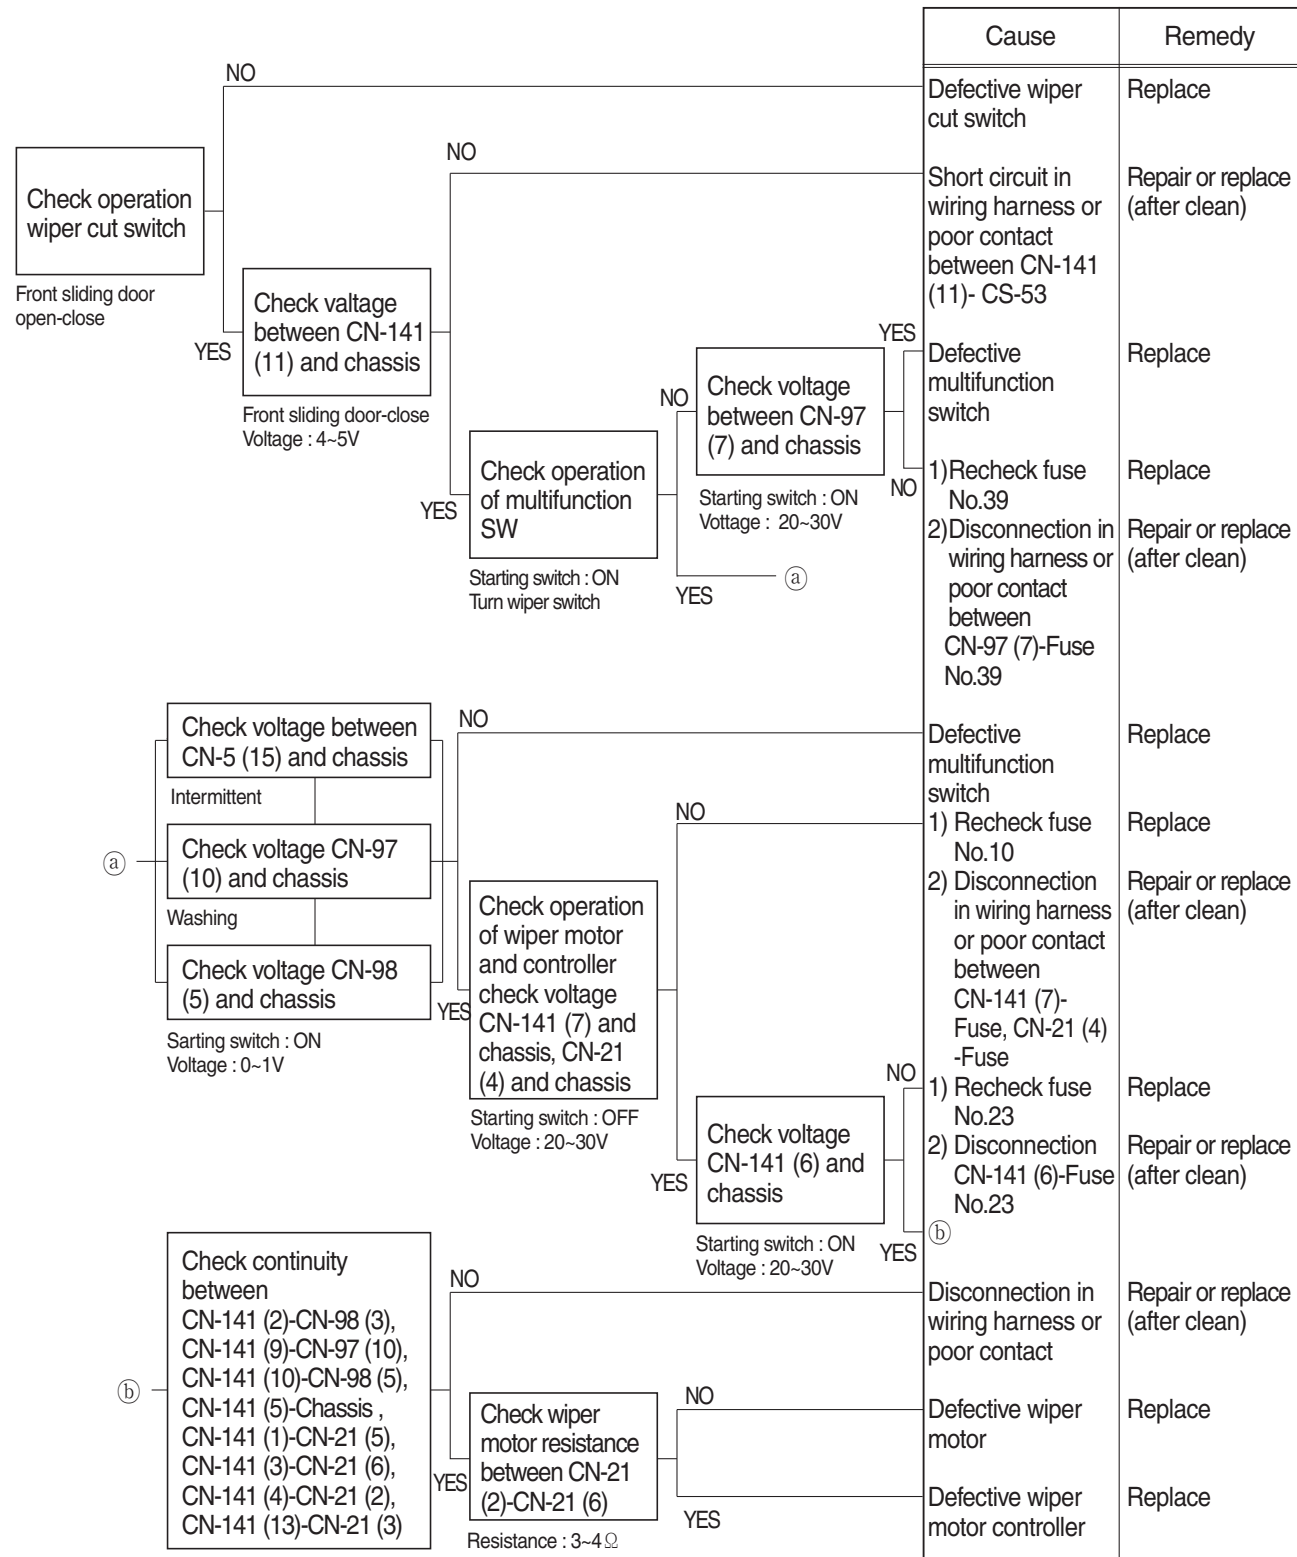 Cause
Remedy
NO
Defective wiper
cut switch
Replace
Check operation
wiper cut switch
Front sliding door
open-close
NO
Short circuit in
wiring harness or
poor contact
between CN-141
(11)- CS-53
Repair or replace
(after clean)
YES
Check valtage
between CN-141
(11) and chassis
Front sliding door-close
Voltage : 4~5V
YES
Check operation
of multifunction
SW
Starting switch : ON
Turn wiper switch
NO
Check voltage
between CN-97
(7) and chassis
Starting switch : ON
Vottage : 20~30V
YES
Defective
multifunction
switch
Replace
NO
1)Recheck fuse
No.39
Replace
2)Disconnection in
wiring harness or
poor contact
between
CN-97 (7)-Fuse
No.39
Repair or replace
(after clean)
YES
ⓐ
ⓐ
Check voltage between
CN-5 (15) and chassis
Intermittent
Check voltage CN-97
(10) and chassis
Washing
Check voltage CN-98
(5) and chassis
Sarting switch : ON
Voltage : 0~1V
NO
Defective
multifunction
switch
Replace
YES
Check operation
of wiper motor
and controller
check voltage
CN-141 (7) and
chassis, CN-21
(4) and chassis
Starting switch : OFF
Voltage : 20~30V
NO
1) Recheck fuse
No.10
Replace
2) Disconnection
in wiring harness
or poor contact
between
CN-141 (7)-
Fuse, CN-21 (4)
-Fuse
Repair or replace
(after clean)
YES
Check voltage
CN-141 (6) and
chassis
Starting switch : ON
Voltage : 20~30V
NO
1) Recheck fuse
No.23
Replace
2) Disconnection
CN-141 (6)-Fuse
No.23
Repair or replace
(after clean)
YES
ⓑ
ⓑ
Check continuity
between
CN-141 (2)-CN-98 (3),
CN-141 (9)-CN-97 (10),
CN-141 (10)-CN-98 (5),
CN-141 (5)-Chassis ,
CN-141 (1)-CN-21 (5),
CN-141 (3)-CN-21 (6),
CN-141 (4)-CN-21 (2),
CN-141 (13)-CN-21 (3)
NO
Disconnection in
wiring harness or
poor contact
Repair or replace
(after clean)
YES
Check wiper
motor resistance
between CN-21
(2)-CN-21 (6)
Resistance : 3~4Ω
NO
Defective wiper
motor
Replace
YES
Defective wiper
motor controller
Replace